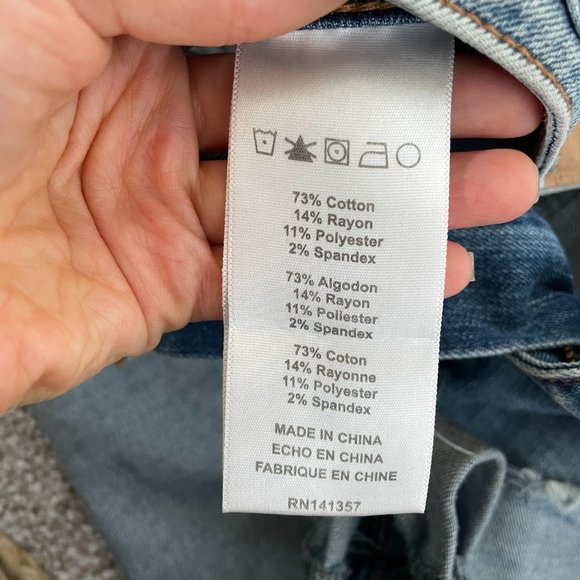 73% Cotton
14% Rayon
11% Polyester
2% Spandex
73% Algodon
14% Rayon
11% Poliester
2% Spandex
73% Coton
14% Rayonne
11% Polyester
2% Spandex
MADE IN CHINA
ECHO EN CHINA
FABRIQUE EN CHINE
RN141357